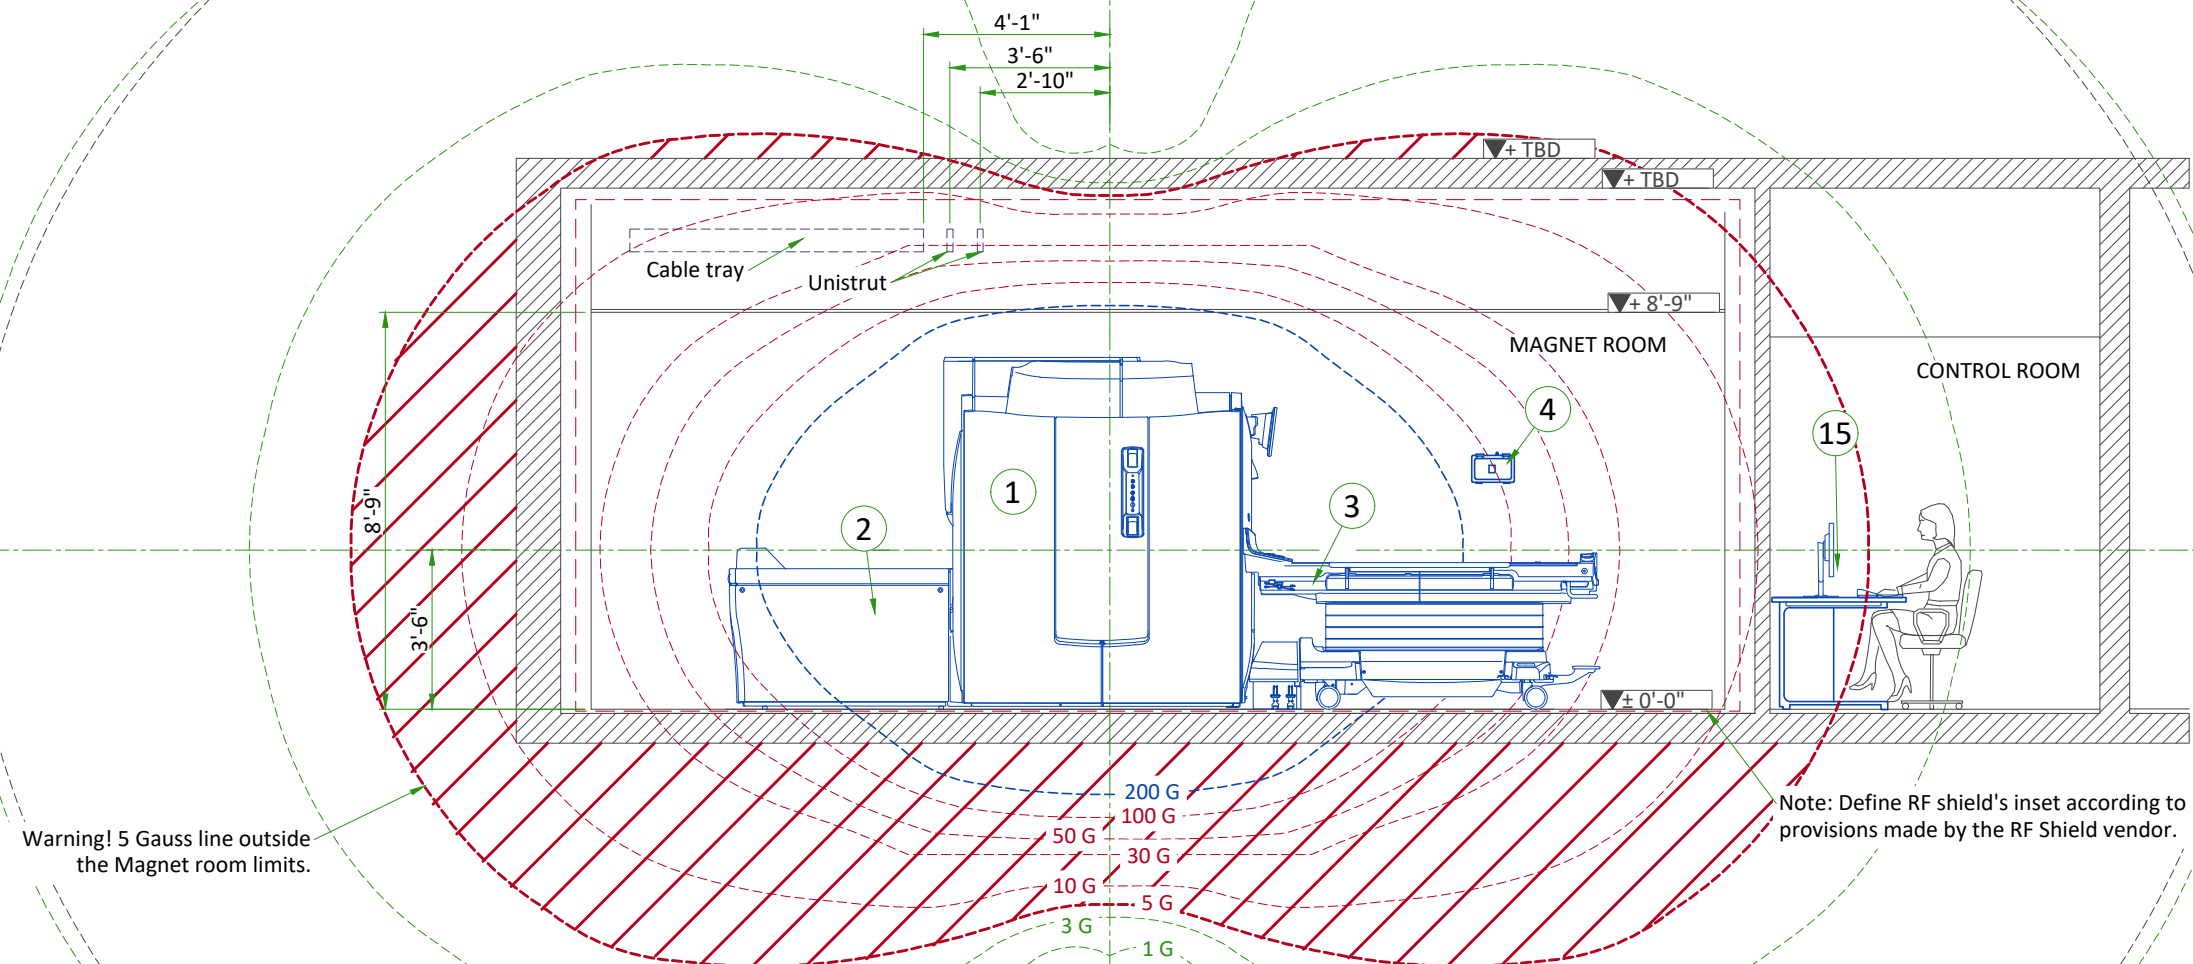 4'-1"
3'-6"
2'-10"
+ TBD
+ TBD
Cable tray
Unistrut
+ 8'-9"
MAGNET ROOM
CONTROL ROOM
4
15
1
3
2
8'-9"
3'-6"
± 0'-0"
200 G
100 G
50 G
30 G
10 G
5 G
3 G
1 G
Warning! 5 Gauss line outside
the Magnet room limits.
Note: Define RF shield's inset according to
provisions made by the RF Shield vendor.